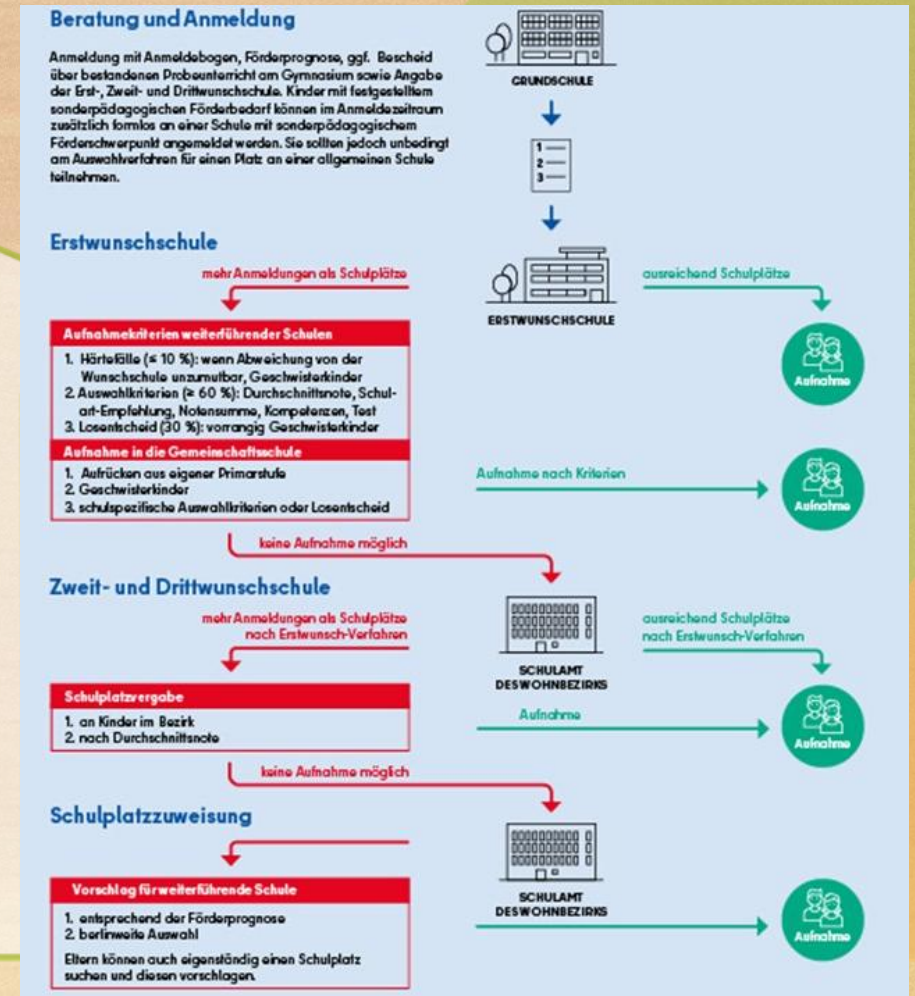 Beratung und Anmeldung
Anmeldung mit Anmeldebogen, Förderprognose, ggf. Bescheid
über bestandenen Probeunterricht am Gymnasium sowie Angabe
der Erst-, Zweit- und Drittwunschschule. Kinder mit festgestelltem
sonderpädagogischen Förderbedarf können im Anmeldezeitraum
zusätzlich formlos an einer Schule mit sonderpädagogischem
Förderschwerpunkt angemeldet werden. Sie sollten jedoch unbedingt
am Auswahlverfahren für einen Platz an einer allgemeinen Schule
teilnehmen.
GRUNDSCHULE
1
2
3
Erstwunschschule
mehr Anmeldungen als Schulplätze
ERSTWUNSCHSCHULE
ausreichend Schulplätze
Aufnahme
Aufnahmekriterien weiterführender Schulen
1. Härtefälle (≤ 10 %): wenn Abweichung von der
Wunschschule unzumutbar, Geschwisterkinder
2. Auswahlkriterien (≥ 60 %): Durchschnittsnote, Schul-
art-Empfehlung, Notensumme, Kompetenzen, Test
3. Losentscheid (30 %): vorrangig Geschwisterkinder
Aufnahme in die Gemeinschaftsschule
1. Aufrücken aus eigener Primarstufe
2. Geschwisterkinder
3. schulspezifische Auswahlkriterien oder Losentscheid
Aufnahme nach Kriterien
Aufnahme
keine Aufnahme möglich
Zweit- und Drittwunschschule
mehr Anmeldungen als Schulplätze
nach Erstwunsch-Verfahren
SCHULAMT
DESWOHNBEZIRKS
ausreichend Schulplätze
nach Erstwunsch-Verfahren
Schulplatzvergabe
1. an Kinder im Bezirk
2. nach Durchschnittsnote
Aufnahme
Aufnahme
keine Aufnahme möglich
Schulplatzzuweisung
SCHULAMT
DESWOHNBEZIRKS
Vorschlag für weiterführende Schule
1. entsprechend der Förderprognose
2. berlinweite Auswahl
Eltern können auch eigenständig einen Schulplatz
suchen und diesen vorschlagen.
Aufnahme